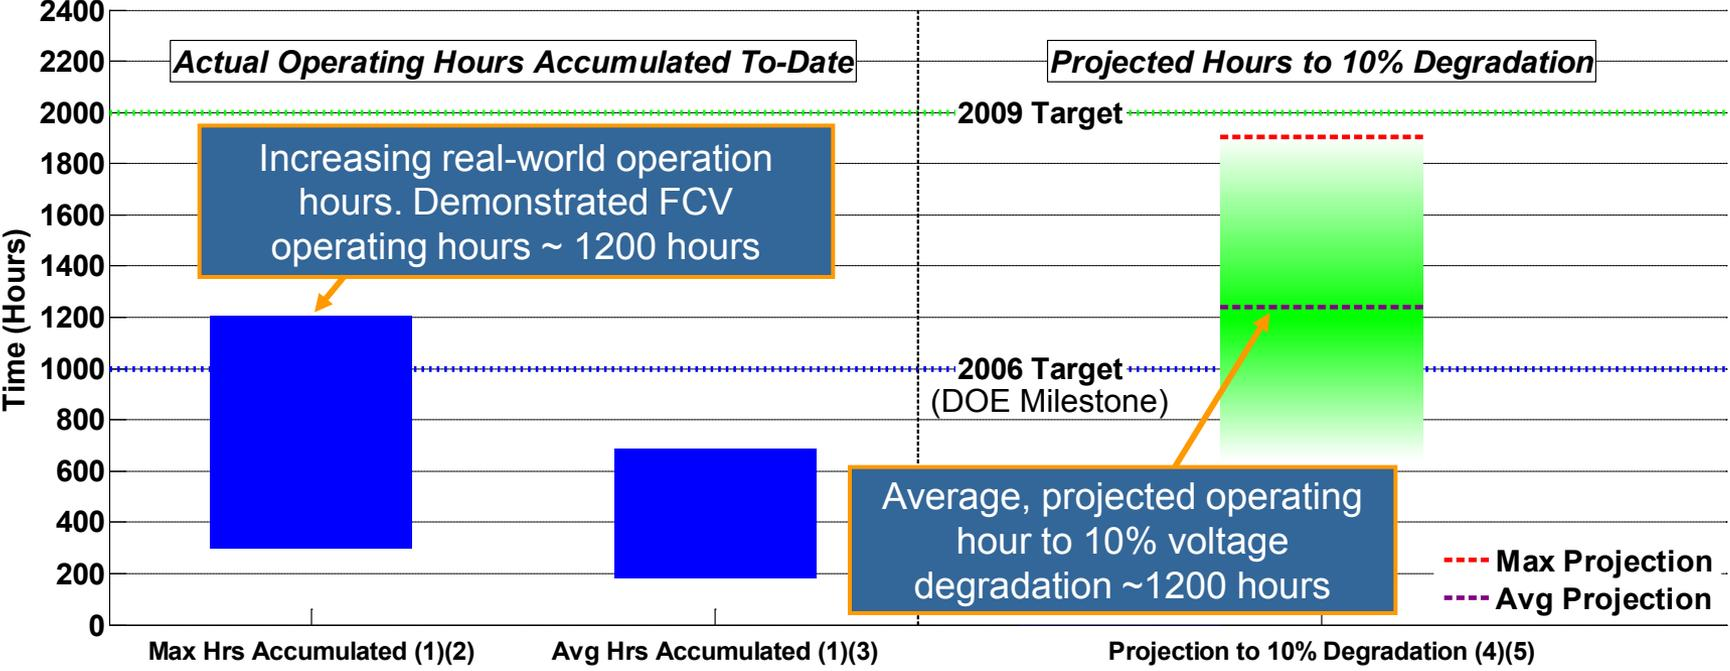 2400
2200
2000
1800
1600
1400
1200
1000
800
600
400
200
0
Time (Hours)
Actual Operating Hours Accumulated To-Date
Projected Hours to 10% Degradation
2009 Target
Increasing real-world operation
hours. Demonstrated FCV
operating hours ~ 1200 hours
2006 Target
(DOE Milestone)
Average, projected operating
hour to 10% voltage
degradation ~1200 hours
Max Projection
Avg Projection
Max Hrs Accumulated (1)(2)
Avg Hrs Accumulated (1)(3)
Projection to 10% Degradation (4)(5)